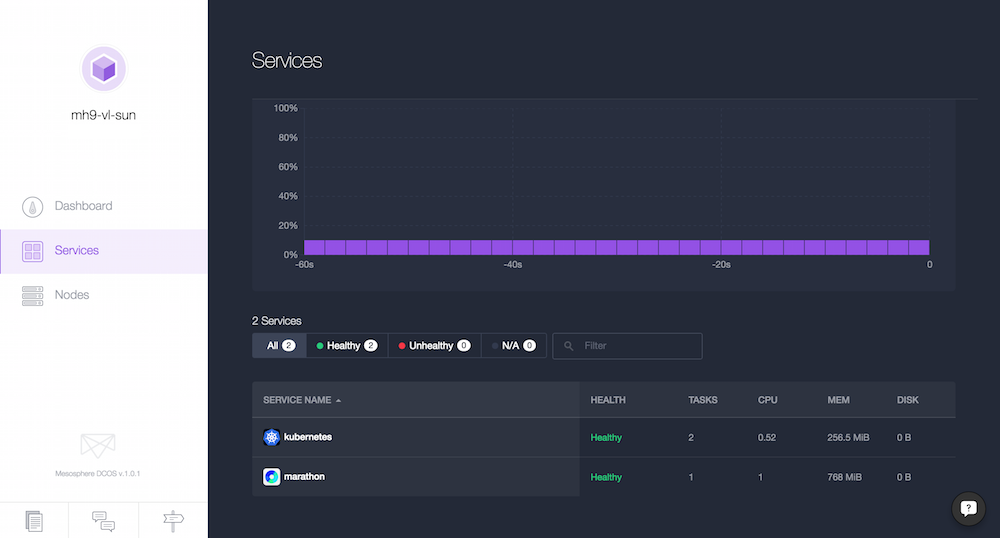 mh9-vl-sun
Dashboard
Services
Nodes
Mesosphere DCOS v.1.0.1
Services
100%
80%
60%
40%
20%
0%
-60s -40s -20s 0
2 Services
All 2 Healthy 2 Unhealthy 0 N/A 0 Filter
SERVICE NAME HEALTH TASKS CPU MEM DISK
kubernetes Healthy 2 0.52 256.5 MiB 0 B
marathon Healthy 1 1 768 MiB 0 B
?